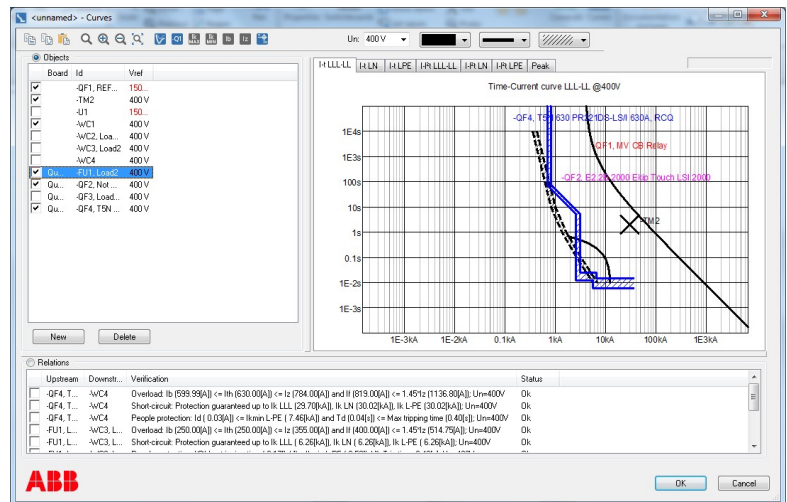 <unnamed> - Curves
Un: 400 V
Objects
Board Id Vref
-QF1, REF... 150...
-TM2 400 V
-U1 150...
-WC1 400 V
-WC2, Loa... 400 V
-WC3, Load2 400 V
-WC4 400 V
Qu... -FU1, Load2 400 V
Qu... -QF2, Not ... 400 V
Qu... -QF3, Load... 400 V
Qu... -QF4, T5N ... 400 V
New Delete
I-t LLL-LL I-t LN I-t LPE I-I²t LLL-LL I-I²t LN I-I²t LPE Peak
Time-Current curve LLL-LL @400V
-QF4, T5N 630 PR221DS-LS/I 630A, RCQ
1E4s
-QF1, MV CB Relay
1E3s
-QF2, E2.2 2000 Ekip Touch LSI 2000
100s
10s
-TM2
1s
0.1s
1E-2s
1E-3s
1E-3kA 1E-2kA 0.1kA 1kA 10kA 100kA 1E3kA
Relations
Upstream Downstr... Verification Status
-QF4, T... -WC4 Overload: Ib (599.99[A]) <= Ith (630.00[A]) <= Iz (784.00[A]) and If (819.00[A]) <= 1.45*Iz (1136.80[A]); Un=400V Ok
-QF4, T... -WC4 Short-circuit: Protection guaranteed up to Ik LLL (29.70[kA]), Ik LN (30.02[kA]), Ik L-PE (30.02[kA]); Un=400V Ok
-QF4, T... -WC4 People protection: Id ( 0.03[A]) <= Ikmin L-PE ( 7.46[kA]) and Td (0.04[s]) <= Max tripping time (0.40[s]); Un=400V Ok
-FU1, L... -WC3, L... Overload: Ib (250.00[A]) <= Ith (250.00[A]) <= Iz (355.00[A]) and If (400.00[A]) <= 1.45*Iz (514.75[A]); Un=400V Ok
-FU1, L... -WC3, L... Short-circuit: Protection guaranteed up to Ik LLL ( 6.26[kA]), Ik LN ( 6.26[kA]), Ik L-PE ( 6.26[kA]); Un=400V Ok
ABB
OK Cancel